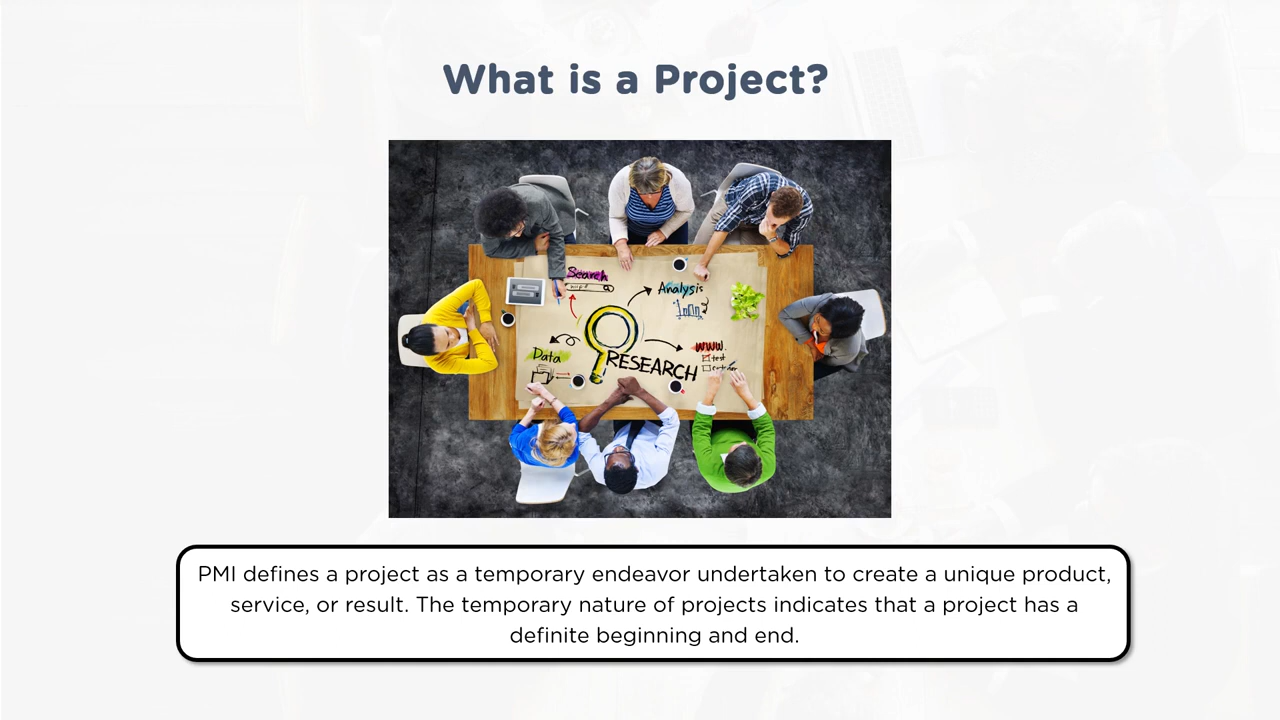 What is a Project?
Search
Analysis
www.
test
Data
RESEARCH
PMI defines a project as a temporary endeavor undertaken to create a unique product,
service, or result. The temporary nature of projects indicates that a project has a
definite beginning and end.